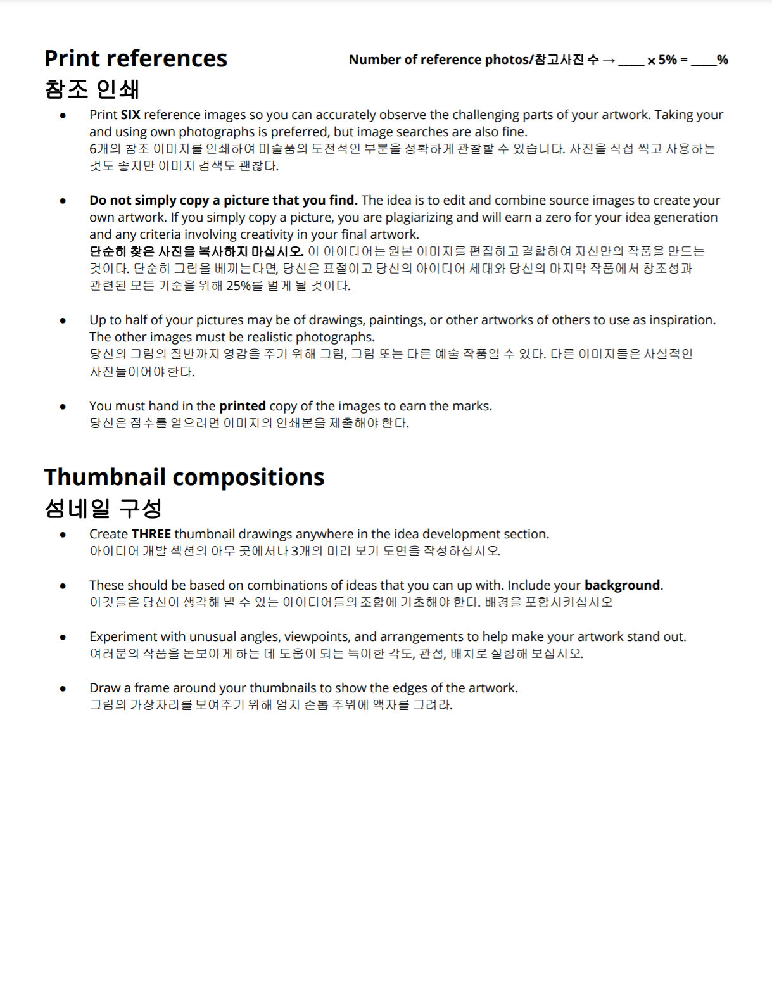 Print references
Number of reference photos/참고사진 수 → ____ × 5% = ____%
참조 인쇄
● Print SIX reference images so you can accurately observe the challenging parts of your artwork. Taking your
and using own photographs is preferred, but image searches are also fine.
6개의 참조 이미지를 인쇄하여 미술품의 도전적인 부분을 정확하게 관찰할 수 있습니다. 사진을 직접 찍고 사용하는
것도 좋지만 이미지 검색도 괜찮다.
● Do not simply copy a picture that you find. The idea is to edit and combine source images to create your
own artwork. If you simply copy a picture, you are plagiarizing and will earn a zero for your idea generation
and any criteria involving creativity in your final artwork.
단순히 찾은 사진을 복사하지 마십시오. 이 아이디어는 원본 이미지를 편집하고 결합하여 자신만의 작품을 만드는
것이다. 단순히 그림을 베끼는다면, 당신은 표절이고 당신의 아이디어 세대와 당신의 마지막 작품에서 창조성과
관련된 모든 기준을 위해 25%를 벌게 될 것이다.
● Up to half of your pictures may be of drawings, paintings, or other artworks of others to use as inspiration.
The other images must be realistic photographs.
당신의 그림의 절반까지 영감을 주기 위해 그림, 그림 또는 다른 예술 작품일 수 있다. 다른 이미지들은 사실적인
사진들이어야 한다.
● You must hand in the printed copy of the images to earn the marks.
당신은 점수를 얻으려면 이미지의 인쇄본을 제출해야 한다.
Thumbnail compositions
섬네일 구성
● Create THREE thumbnail drawings anywhere in the idea development section.
아이디어 개발 섹션의 아무 곳에서나 3개의 미리 보기 도면을 작성하십시오.
● These should be based on combinations of ideas that you can up with. Include your background.
이것들은 당신이 생각해 낼 수 있는 아이디어들의 조합에 기초해야 한다. 배경을 포함시키십시오
● Experiment with unusual angles, viewpoints, and arrangements to help make your artwork stand out.
여러분의 작품을 돋보이게 하는 데 도움이 되는 특이한 각도, 관점, 배치로 실험해 보십시오.
● Draw a frame around your thumbnails to show the edges of the artwork.
그림의 가장자리를 보여주기 위해 엄지 손톱 주위에 액자를 그려라.